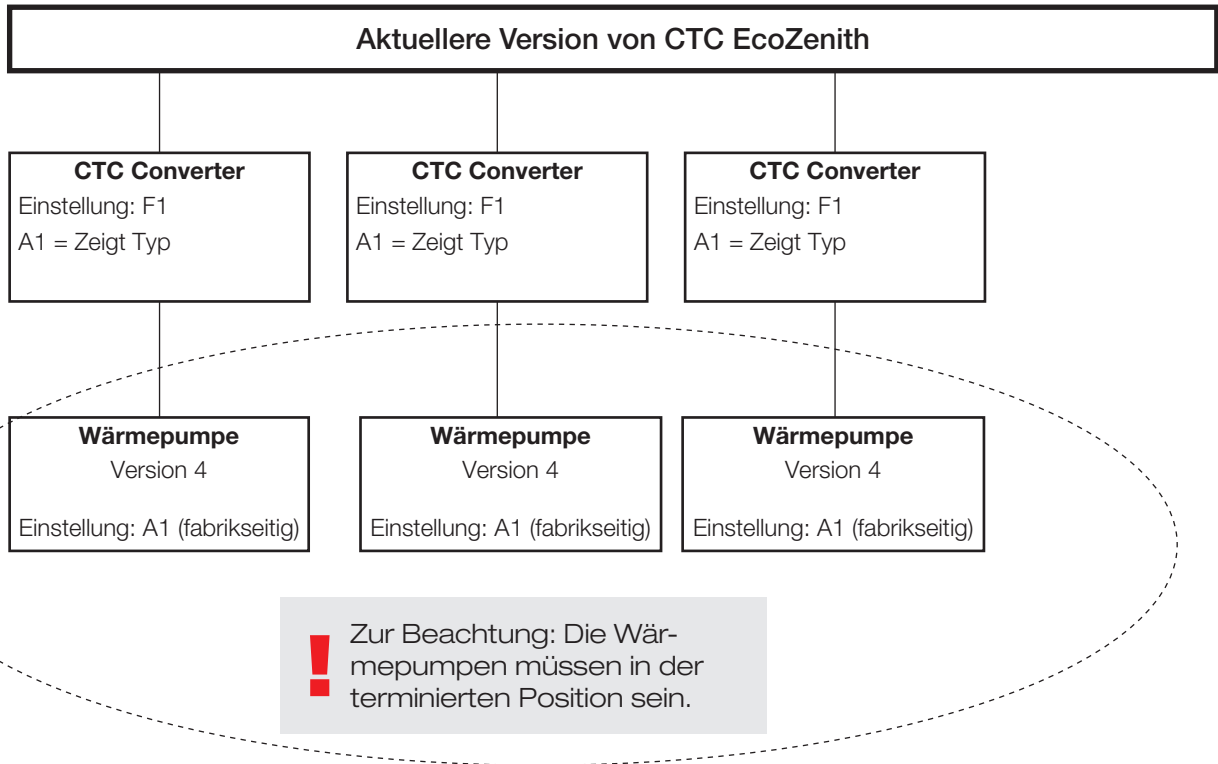 Aktuellere Version von CTC EcoZenith
CTC Converter
Einstellung: F1
A1 = Zeigt Typ
CTC Converter
Einstellung: F1
A1 = Zeigt Typ
CTC Converter
Einstellung: F1
A1 = Zeigt Typ
Wärmepumpe
Version 4
Einstellung: A1 (fabrikseitig)
Wärmepumpe
Version 4
Einstellung: A1 (fabrikseitig)
Wärmepumpe
Version 4
Einstellung: A1 (fabrikseitig)
! Zur Beachtung: Die Wär-
mepumpen müssen in der
terminierten Position sein.